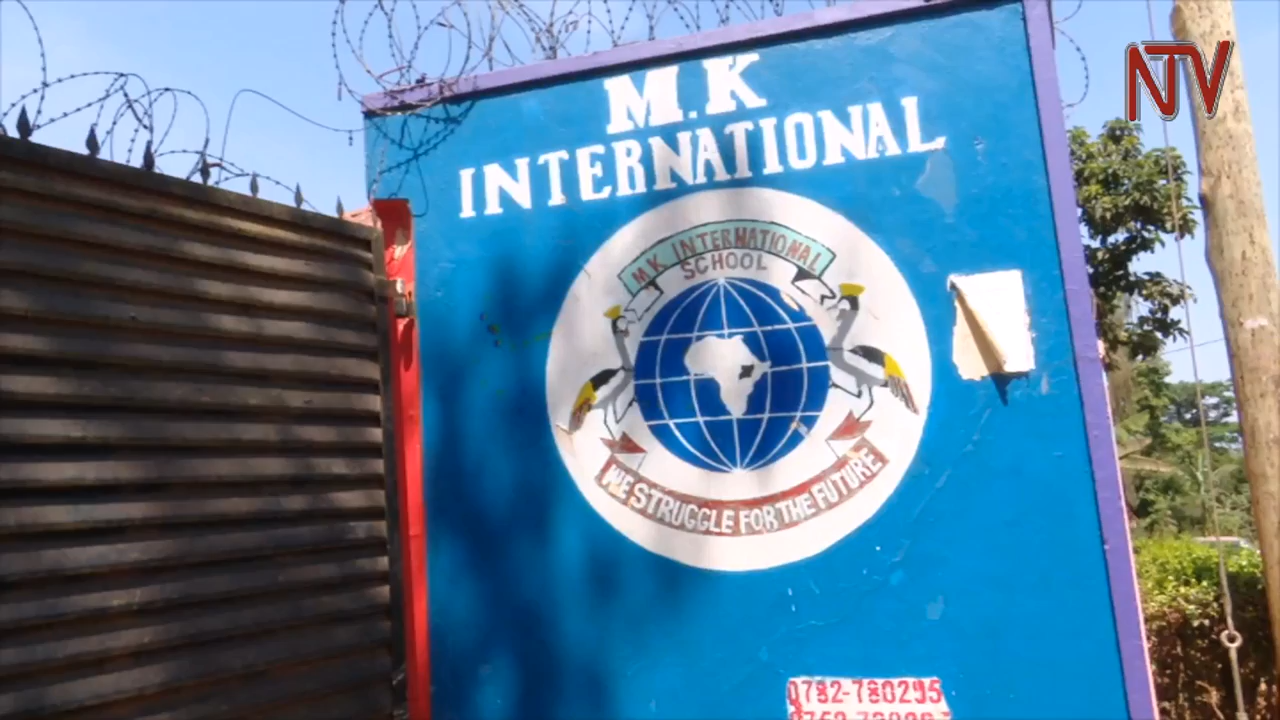 NTV
M.K
INTERNATIONAL
M K INTERNATIONAL
SCHOOL
WE STRUGGLE FOR THE FUTURE
0782-780295